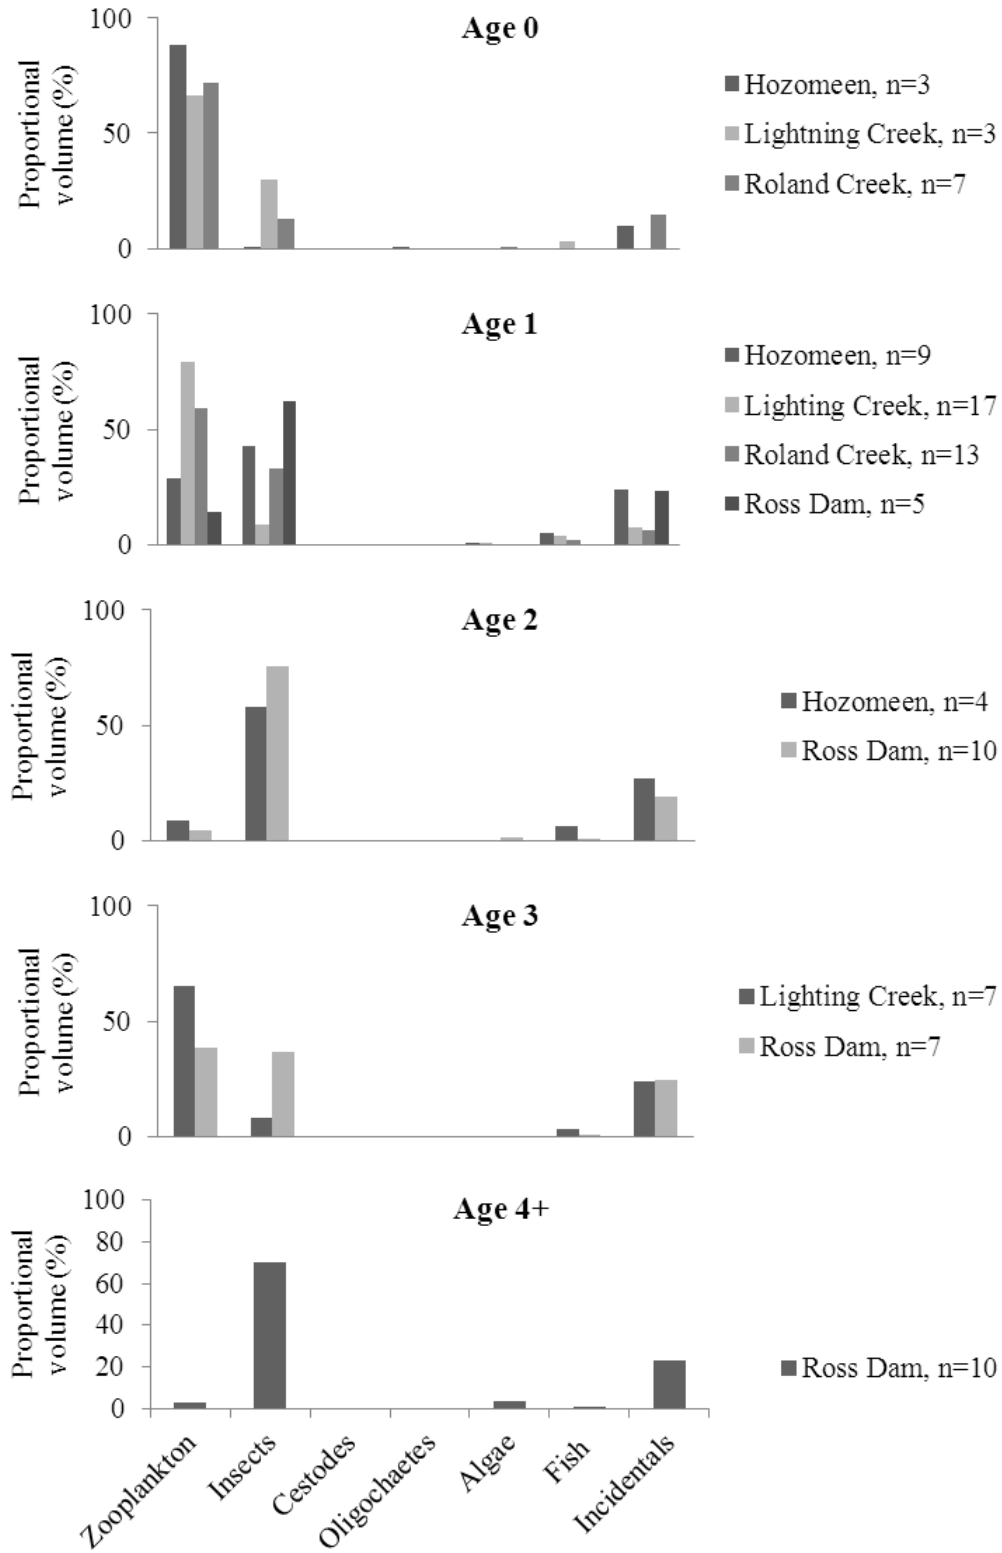 Age 0
Proportional
volume (%)
100
50
0
Hozomeen, n=3
Lightning Creek, n=3
Roland Creek, n=7
Age 1
Proportional
volume (%)
100
50
0
Hozomeen, n=9
Lighting Creek, n=17
Roland Creek, n=13
Ross Dam, n=5
Age 2
Proportional
volume (%)
100
50
0
Hozomeen, n=4
Ross Dam, n=10
Age 3
Proportional
volume (%)
100
50
0
Lighting Creek, n=7
Ross Dam, n=7
Age 4+
Proportional
volume (%)
100
80
60
40
20
0
Ross Dam, n=10
Zooplankton
Insects
Cestodes
Oligochaetes
Algae
Fish
Incidentals